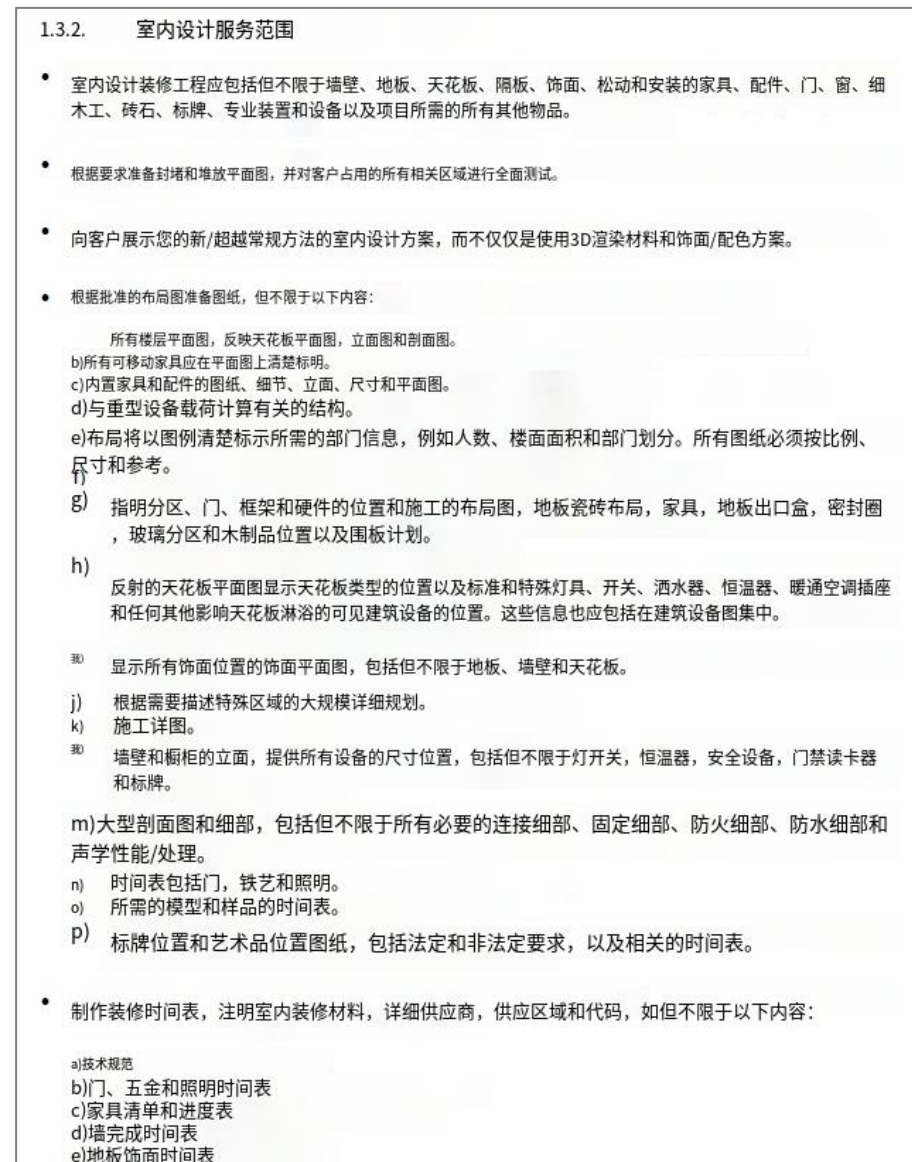 1.3.2. 室内设计服务范围
• 室内设计装修工程应包括但不限于墙壁、地板、天花板、隔板、饰面、松动和安装的家具、配件、门、窗、细
木工、砖石、标牌、专业装置和设备以及项目所需的所有其他物品。
• 根据要求准备封堵和堆放平面图，并对客户占用的所有相关区域进行全面测试。
• 向客户展示您的新/超越常规方法的室内设计方案，而不仅仅是使用3D渲染材料和饰面/配色方案。
• 根据批准的布局图准备图纸，但不限于以下内容：
所有楼层平面图，反映天花板平面图，立面图和剖面图。
b)所有可移动家具应在平面图上清楚标明。
c)内置家具和配件的图纸、细节、立面、尺寸和平面图。
d)与重型设备载荷计算有关的结构。
e)布局将以图例清楚标示所需的部门信息，例如人数、楼面面积和部门划分。所有图纸必须按比例、
尺寸和参考。
f)
g) 指明分区、门、框架和硬件的位置和施工的布局图，地板瓷砖布局，家具，地板出口盒，密封圈
，玻璃分区和木制品位置以及围板计划。
h)
反射的天花板平面图显示天花板类型的位置以及标准和特殊灯具、开关、洒水器、恒温器、暖通空调插座
和任何其他影响天花板淋浴的可见建筑设备的位置。这些信息也应包括在建筑设备图集中。
我) 显示所有饰面位置的饰面平面图，包括但不限于地板、墙壁和天花板。
j) 根据需要描述特殊区域的大规模详细规划。
k) 施工详图。
我) 墙壁和橱柜的立面，提供所有设备的尺寸位置，包括但不限于灯开关，恒温器，安全设备，门禁读卡器
和标牌。
m)大型剖面图和细部，包括但不限于所有必要的连接细部、固定细部、防火细部、防水细部和
声学性能/处理。
n) 时间表包括门，铁艺和照明。
o) 所需的模型和样品的时间表。
p) 标牌位置和艺术品位置图纸，包括法定和非法定要求，以及相关的时间表。
• 制作装修时间表，注明室内装修材料，详细供应商，供应区域和代码，如但不限于以下内容：
a)技术规范
b)门、五金和照明时间表
c)家具清单和进度表
d)墙完成时间表
e)地板饰面时间表